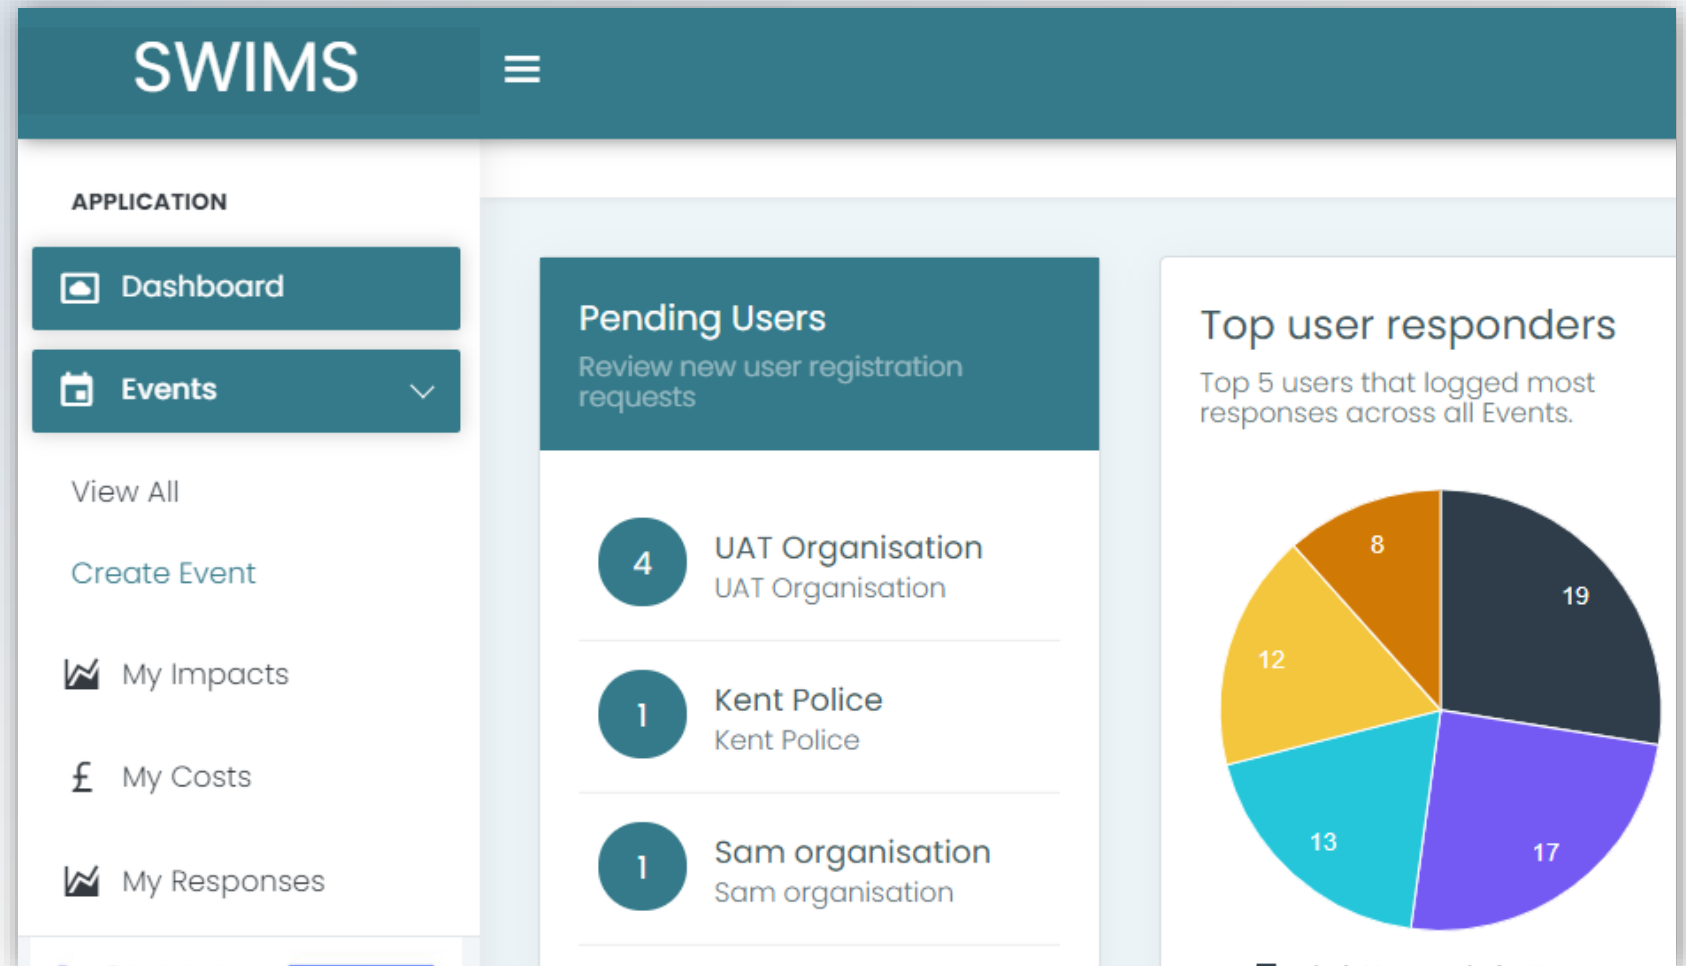 SWIMS
APPLICATION
Dashboard
Events
View All
Create Event
My Impacts
£ My Costs
My Responses
Pending Users
Review new user registration
requests
4
UAT Organisation
UAT Organisation
1
Kent Police
Kent Police
1
Sam organisation
Sam organisation
Top user responders
Top 5 users that logged most
responses across all Events.
8
19
12
13
17